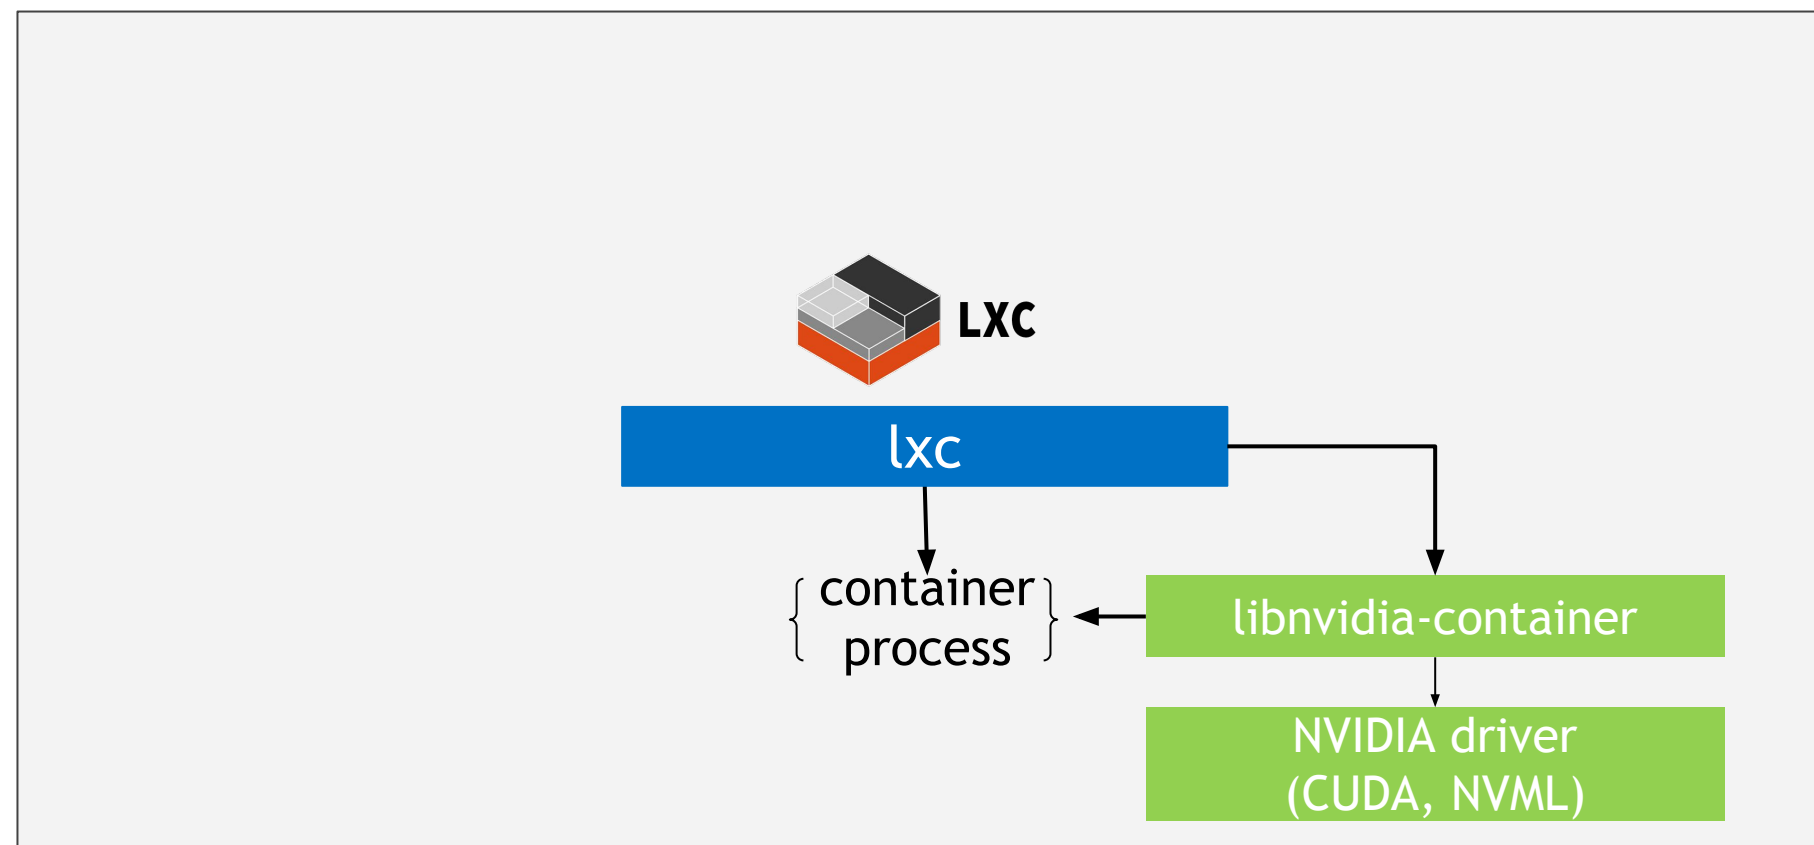 LXC
lxc
container
process
libnvidia-container
NVIDIA driver
(CUDA, NVML)